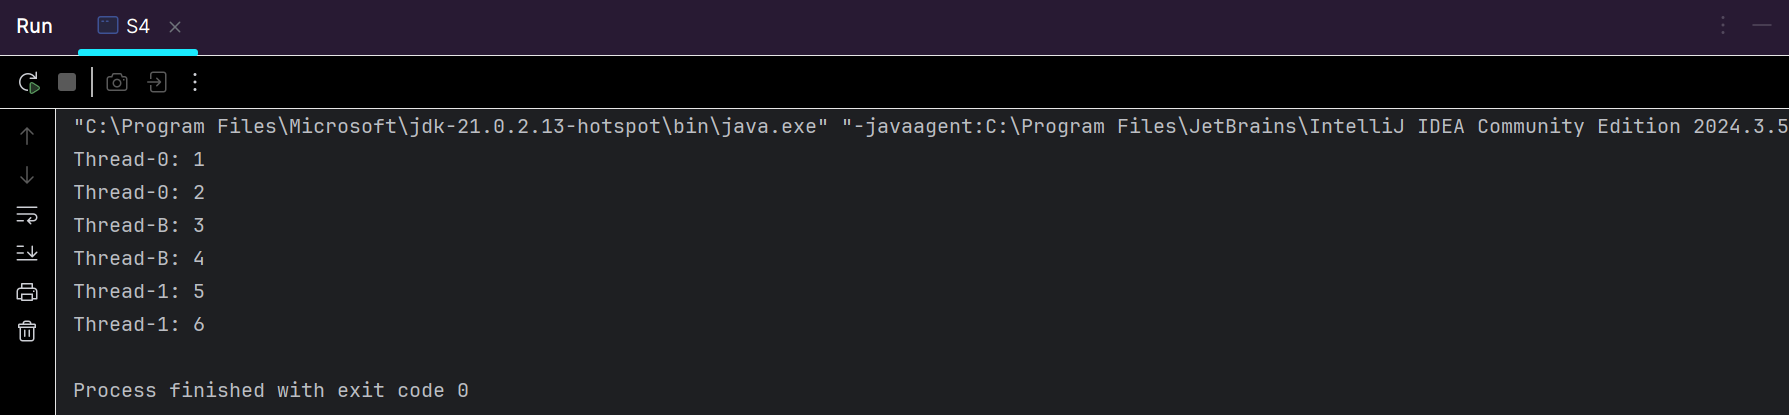 Run S4
"C:\Program Files\Microsoft\jdk-21.0.2.13-hotspot\bin\java.exe" "-javaagent:C:\Program Files\JetBrains\IntelliJ IDEA Community Edition 2024.3.5
Thread-0: 1
Thread-0: 2
Thread-B: 3
Thread-B: 4
Thread-1: 5
Thread-1: 6
Process finished with exit code 0